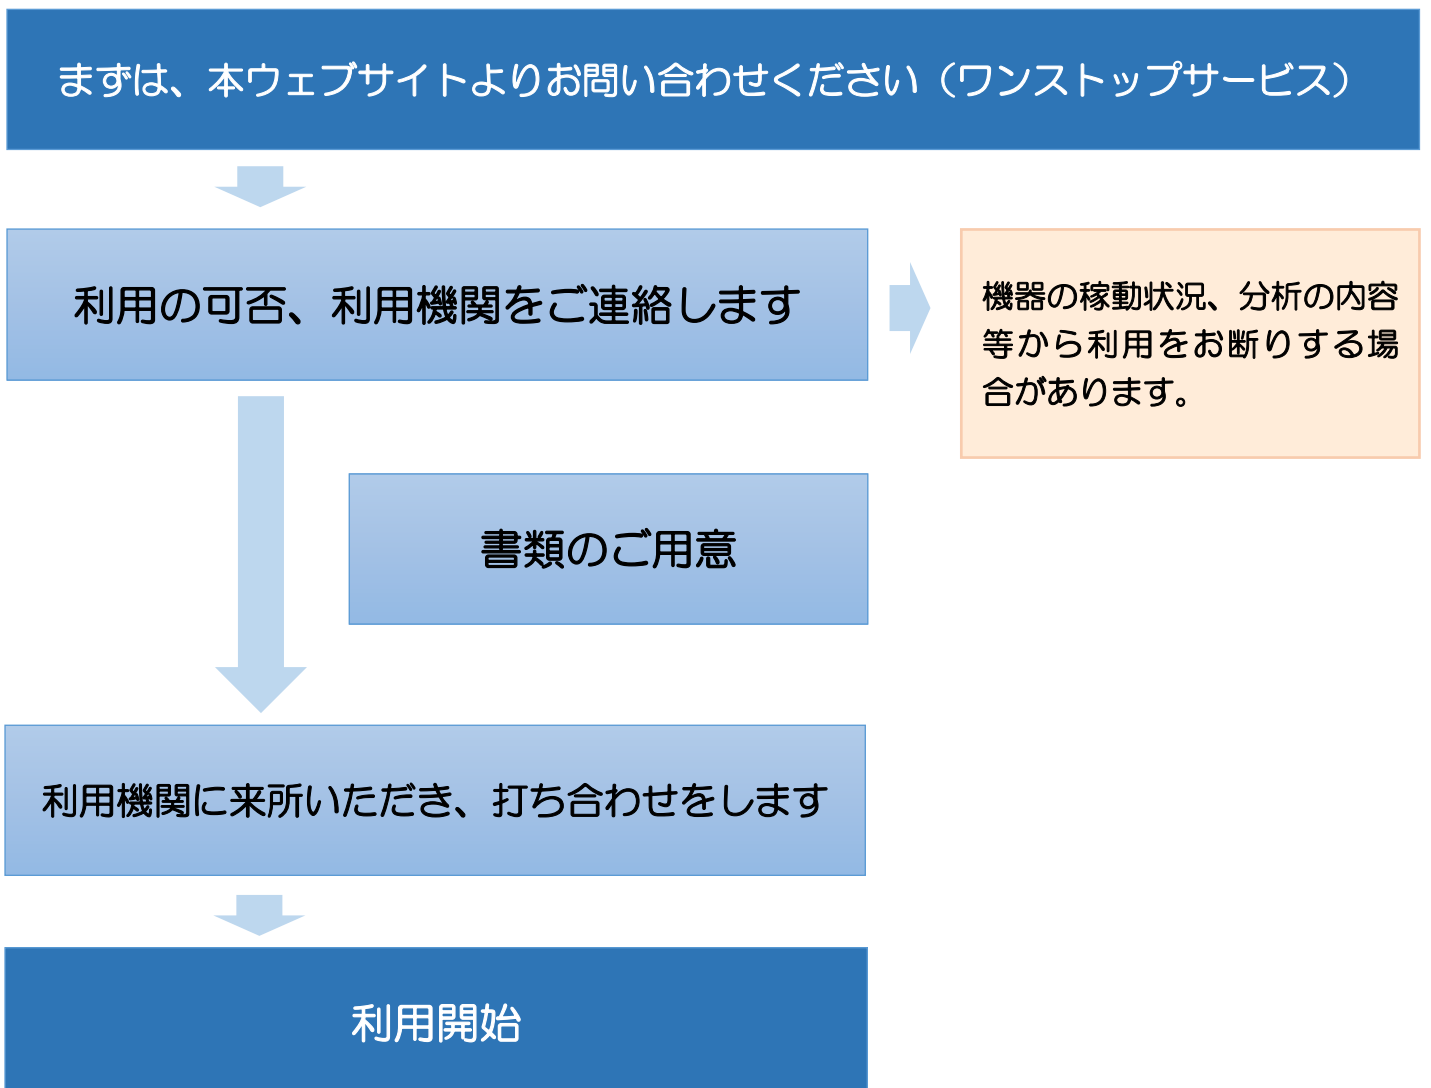 まずは、本ウェブサイトよりお問い合わせください（ワンストップサービス）
利用の可否、利用機関をご連絡します
機器の稼動状況、分析の内容
等から利用をお断りする場
合があります。
書類のご用意
利用機関に来所いただき、打ち合わせをします
利用開始